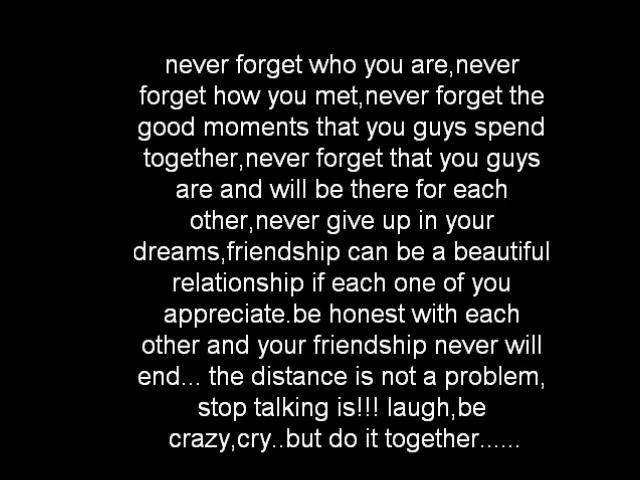 never forget who you are,never
forget how you met,never forget the
good moments that you guys spend
together,never forget that you guys
are and will be there for each
other,never give up in your
dreams,friendship can be a beautiful
relationship if each one of you
appreciate.be honest with each
other and your friendship never will
end... the distance is not a problem,
stop talking is!!! laugh,be
crazy,cry..but do it together......